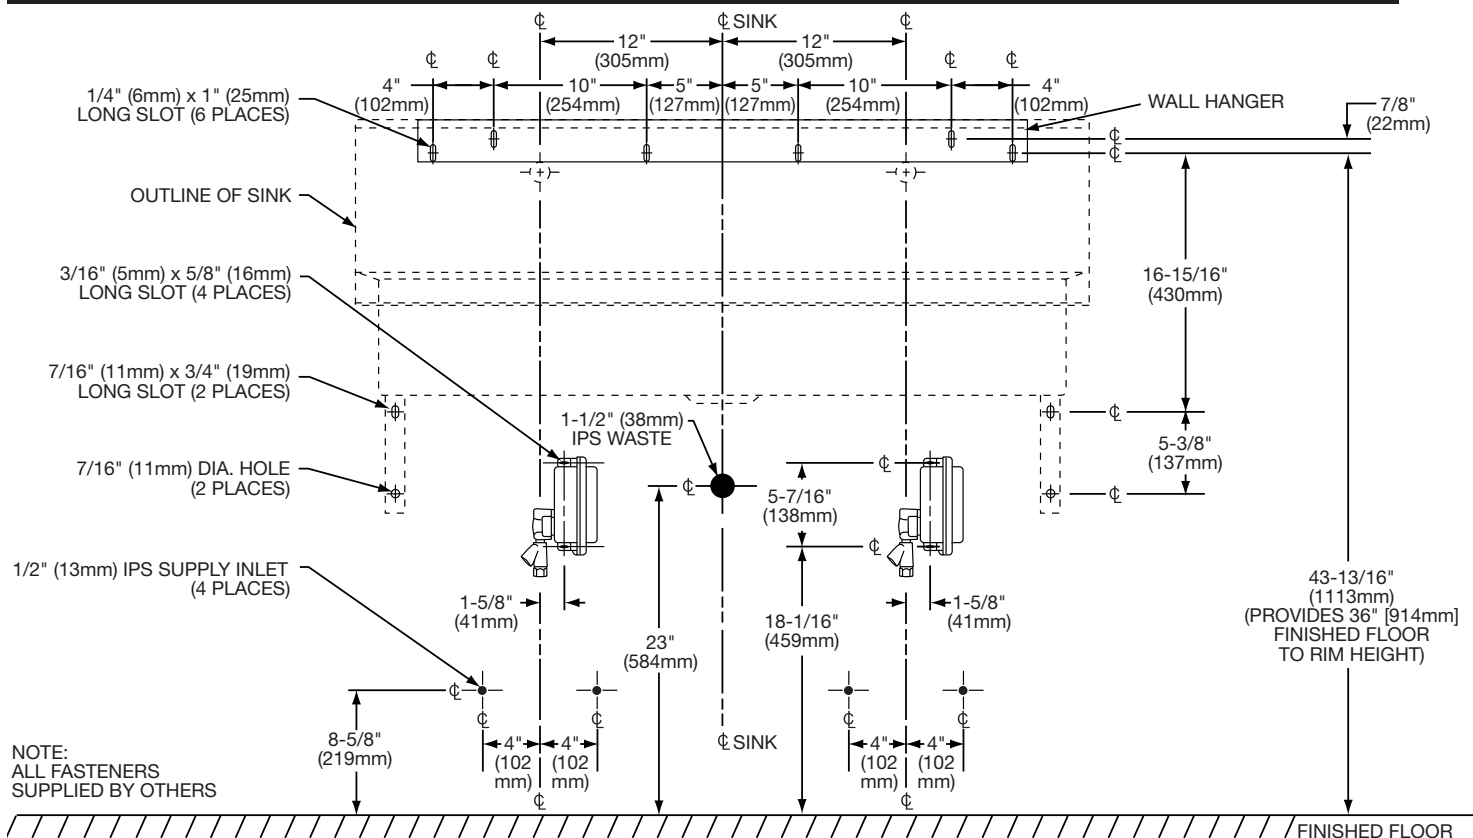 ℄ SINK
℄
℄
12"
(305mm)
12"
(305mm)
℄
℄
℄
℄
4"
(102mm)
10"
(254mm)
5"
(127mm)
5"
(127mm)
10"
(254mm)
4"
(102mm)
1/4" (6mm) x 1" (25mm)
LONG SLOT (6 PLACES)
WALL HANGER
7/8"
(22mm)
℄
℄
OUTLINE OF SINK
3/16" (5mm) x 5/8" (16mm)
LONG SLOT (4 PLACES)
16-15/16"
(430mm)
7/16" (11mm) x 3/4" (19mm)
LONG SLOT (2 PLACES)
1-1/2" (38mm)
IPS WASTE
℄
5-3/8"
(137mm)
7/16" (11mm) DIA. HOLE
(2 PLACES)
℄
℄
5-7/16"
(138mm)
℄
℄
1/2" (13mm) IPS SUPPLY INLET
(4 PLACES)
1-5/8"
(41mm)
23"
(584mm)
18-1/16"
(459mm)
1-5/8"
(41mm)
43-13/16"
(1113mm)
(PROVIDES 36" [914mm]
FINISHED FLOOR
TO RIM HEIGHT)
℄
℄
℄
℄
℄
8-5/8"
(219mm)
4"
(102
mm)
4"
(102
mm)
℄ SINK
4"
(102
mm)
4"
(102
mm)
℄
℄
NOTE:
ALL FASTENERS
SUPPLIED BY OTHERS
FINISHED FLOOR